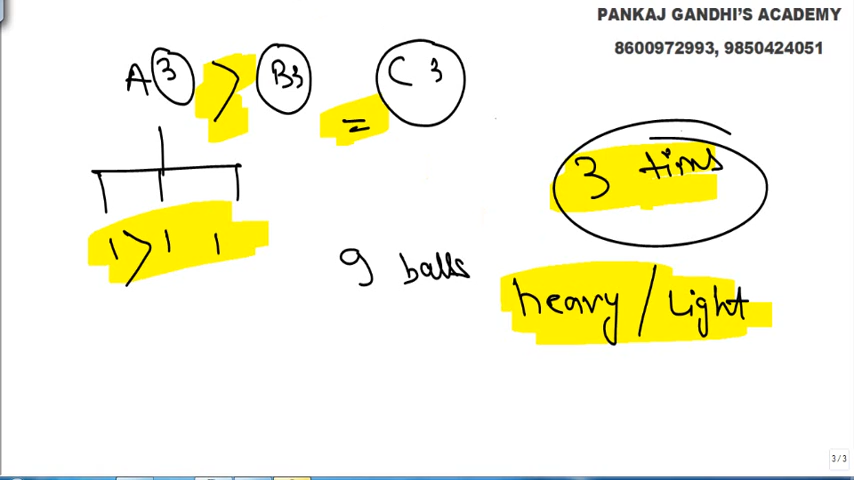 PANKAJ GANDHI'S ACADEMY
8600972993, 9850424051
A 3 > B3 = C 3
3 tims
1 > 1 1
9 balls
heavy / Light
3 / 3